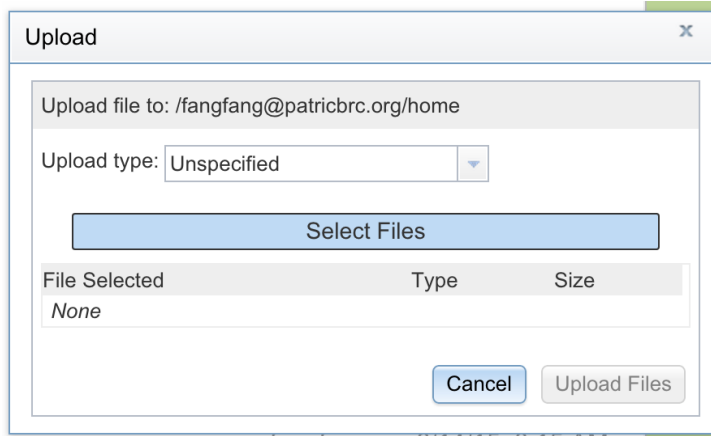 Upload
x
Upload file to: /fangfang@patricbrc.org/home
Upload type: Unspecified
Select Files
File Selected Type Size
None
Cancel Upload Files